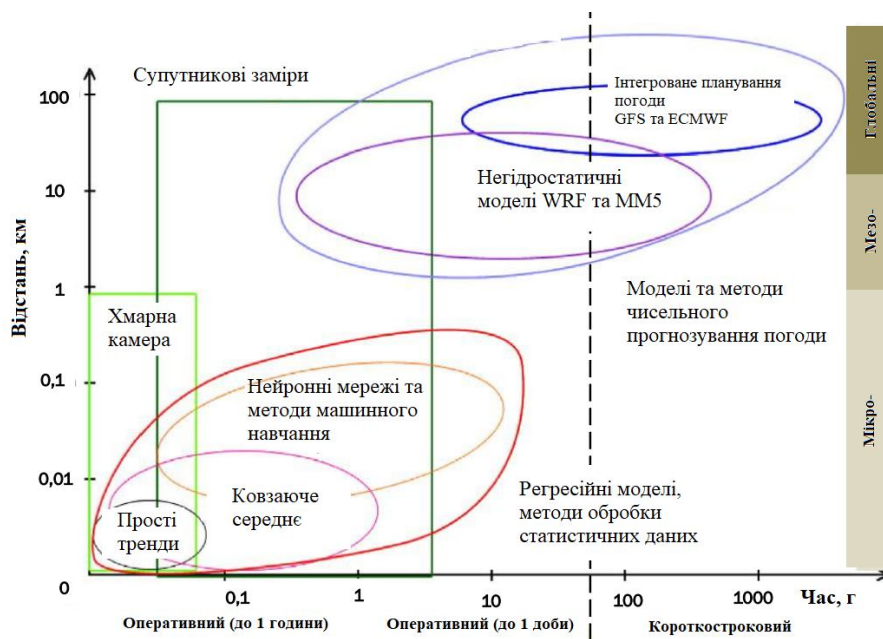 Супутникові заміри
Інтегроване планування
погоди
GFS та ECMWF
Негідростатичні
моделі WRF та MM5
Хмарна
камера
Моделі та методи
чисельного
прогнозування погоди
Нейронні мережі та
методи машинного
навчання
Ковзаюче
середнє
Прості
тренди
Регресійні моделі,
методи обробки
статистичних даних
Відстань, км
100
10
1
0,1
0,01
0
0,1
1
10
100
1000
Час, г
Оперативний (до 1 години)
Оперативний (до 1 доби)
Короткостроковий
Глобальні
Мезо-
Мікро-